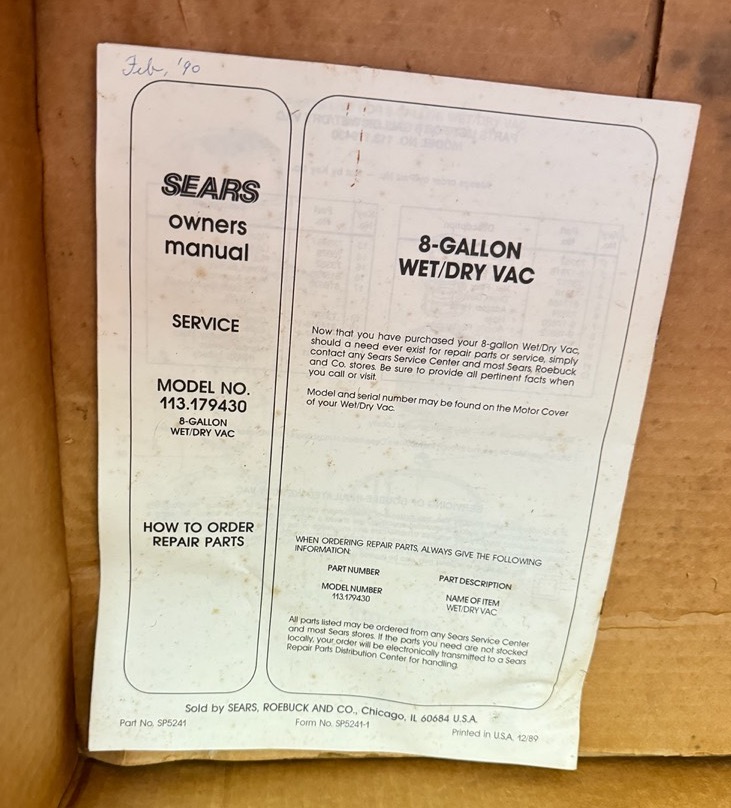 Feb, '90
SEARS
owners
manual
SERVICE
MODEL NO.
113.179430
8-GALLON
WET/DRY VAC
HOW TO ORDER
REPAIR PARTS
8-GALLON
WET/DRY VAC
Now that you have purchased your 8-gallon Wet/Dry Vac,
should a need ever exist for repair parts or service, simply
contact any Sears Service Center and most Sears, Roebuck
and Co. stores. Be sure to provide all pertinent facts when
you call or visit.
Model and serial number may be found on the Motor Cover
of your Wet/Dry Vac.
WHEN ORDERING REPAIR PARTS, ALWAYS GIVE THE FOLLOWING
INFORMATION:
PART NUMBER
PART DESCRIPTION
MODEL NUMBER
113.179430
NAME OF ITEM
WET/DRY VAC
All parts listed may be ordered from any Sears Service Center
and most Sears stores. If the parts you need are not stocked
locally, your order will be electronically transmitted to a Sears
Repair Parts Distribution Center for handling.
Sold by SEARS, ROEBUCK AND CO., Chicago, IL 60684 U.S.A.
Part No. SP5241
Form No. SP5241-1
Printed in U.S.A. 12/89